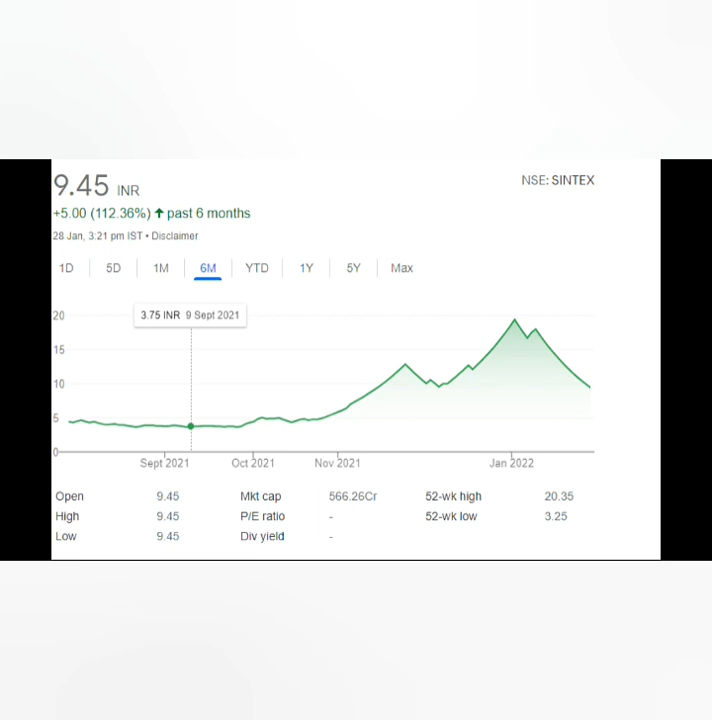 9.45 INR NSE: SINTEX
+5.00 (112.36%) ↑ past 6 months
28 Jan, 3:21 pm IST • Disclaimer
1D 5D 1M 6M YTD 1Y 5Y Max
20
3.75 INR 9 Sept 2021
15
10
5
0
Sept 2021 Oct 2021 Nov 2021 Jan 2022
Open 9.45 Mkt cap 566.26Cr 52-wk high 20.35
High 9.45 P/E ratio - 52-wk low 3.25
Low 9.45 Div yield -